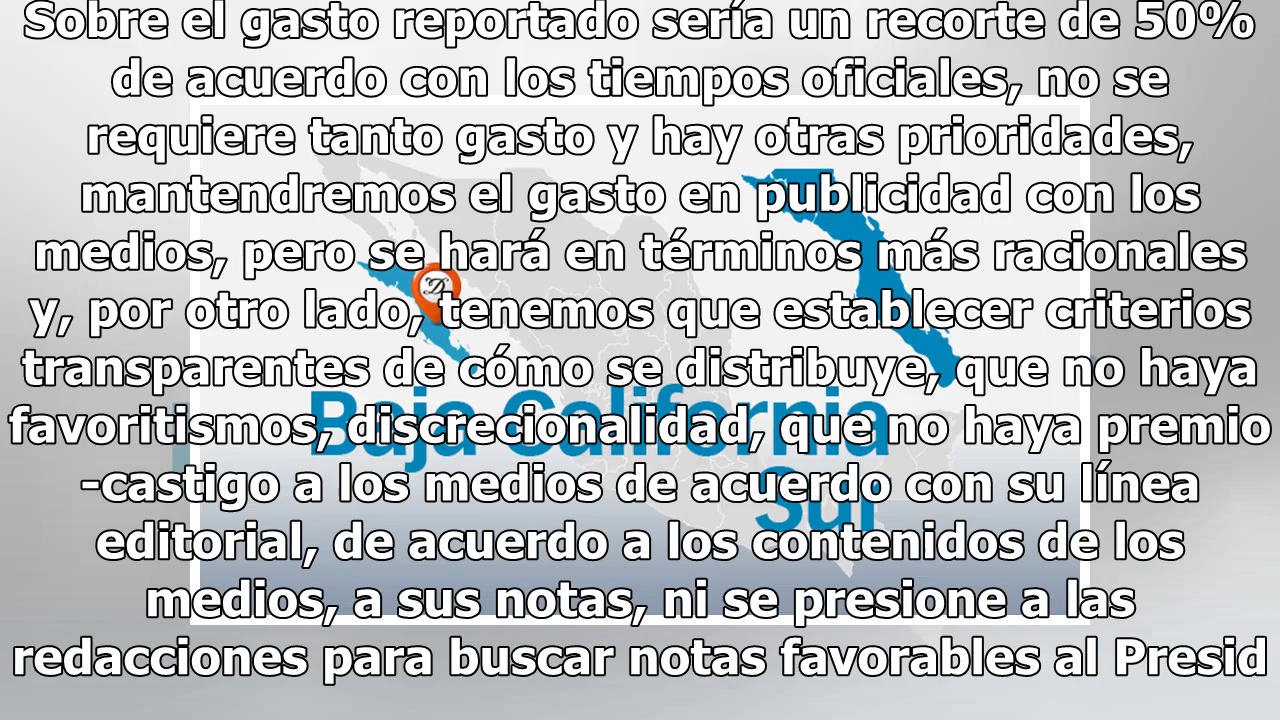 Sobre el gasto reportado sería un recorte de 50%
de acuerdo con los tiempos oficiales, no se
requiere tanto gasto y hay otras prioridades,
mantendremos el gasto en publicidad con los
medios, pero se hará en términos más racionales
y, por otro lado, tenemos que establecer criterios
transparentes de cómo se distribuye, que no haya
favoritismos, discrecionalidad, que no haya premio
-castigo a los medios de acuerdo con su línea
editorial, de acuerdo a los contenidos de los
medios, a sus notas, ni se presione a las
redacciones para buscar notas favorables al Presid
D
Baja California
Sur